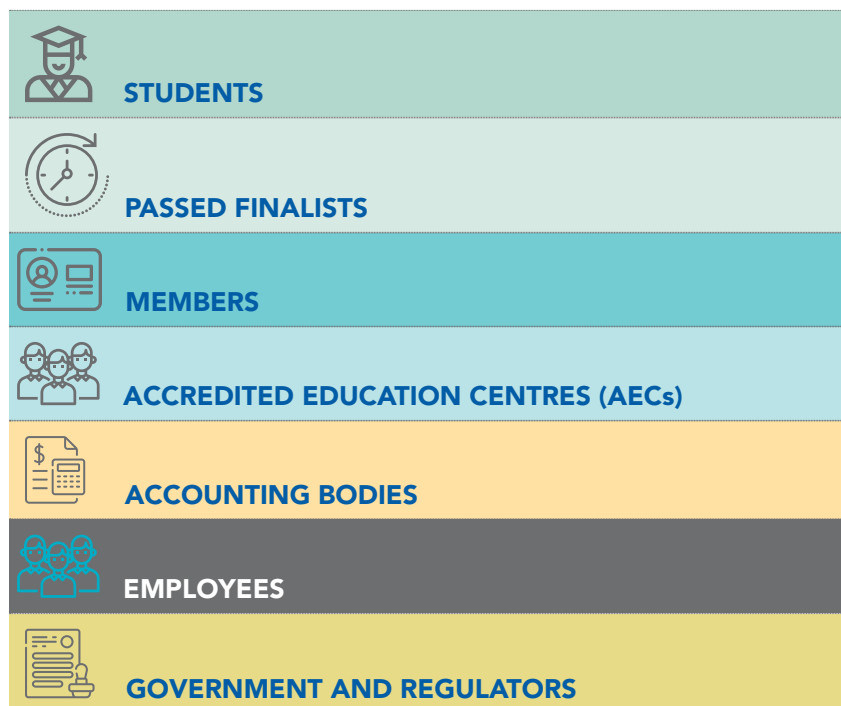 STUDENTS
PASSED FINALISTS
MEMBERS
ACCREDITED EDUCATION CENTRES (AECs)
$
ACCOUNTING BODIES
EMPLOYEES
GOVERNMENT AND REGULATORS